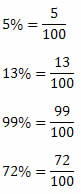 5% = 5/100
13% = 13/100
99% = 99/100
72% = 72/100